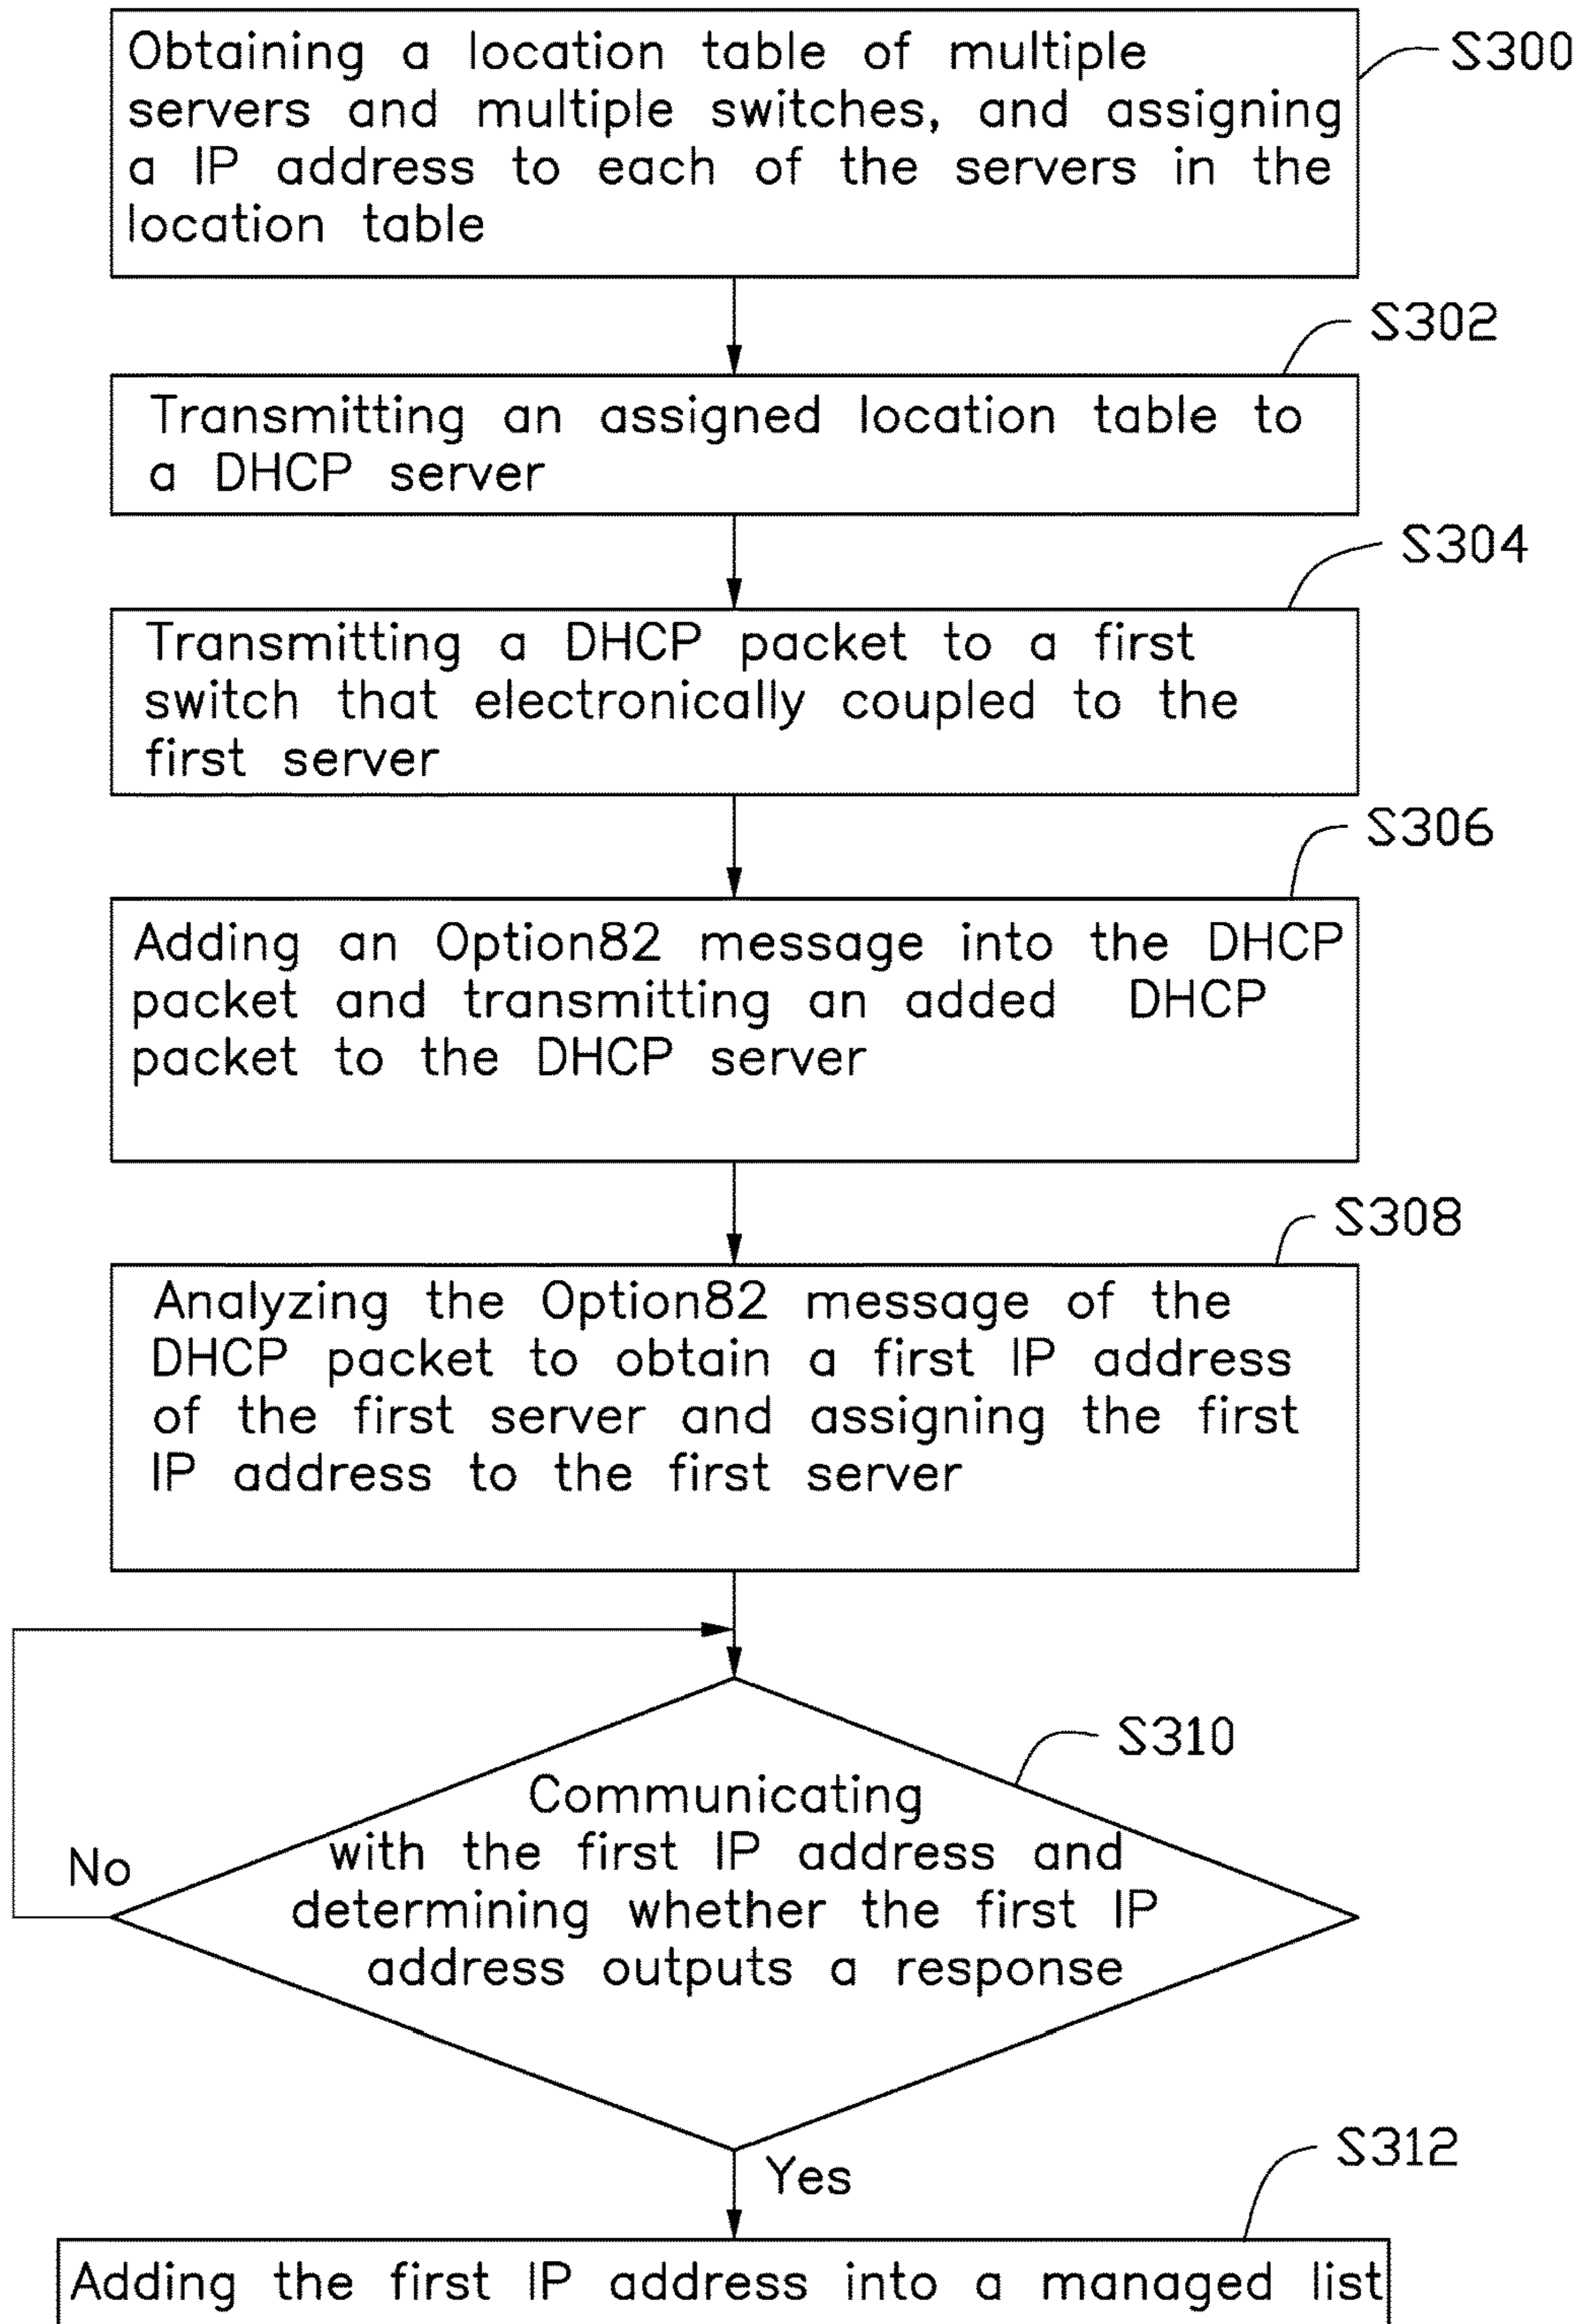 Obtaining a location table of multiple
servers and multiple switches, and assigning
a IP address to each of the servers in the
location table
S300
S302
Transmitting an assigned location table to
a DHCP server
S304
Transmitting a DHCP packet to a first
switch that electronically coupled to the
first server
S306
Adding an Option82 message into the DHCP
packet and transmitting an added DHCP
packet to the DHCP server
S308
Analyzing the Option82 message of the
DHCP packet to obtain a first IP address
of the first server and assigning the first
IP address to the first server
S310
Communicating
with the first IP address and
determining whether the first IP
address outputs a response
No
Yes
S312
Adding the first IP address into a managed list